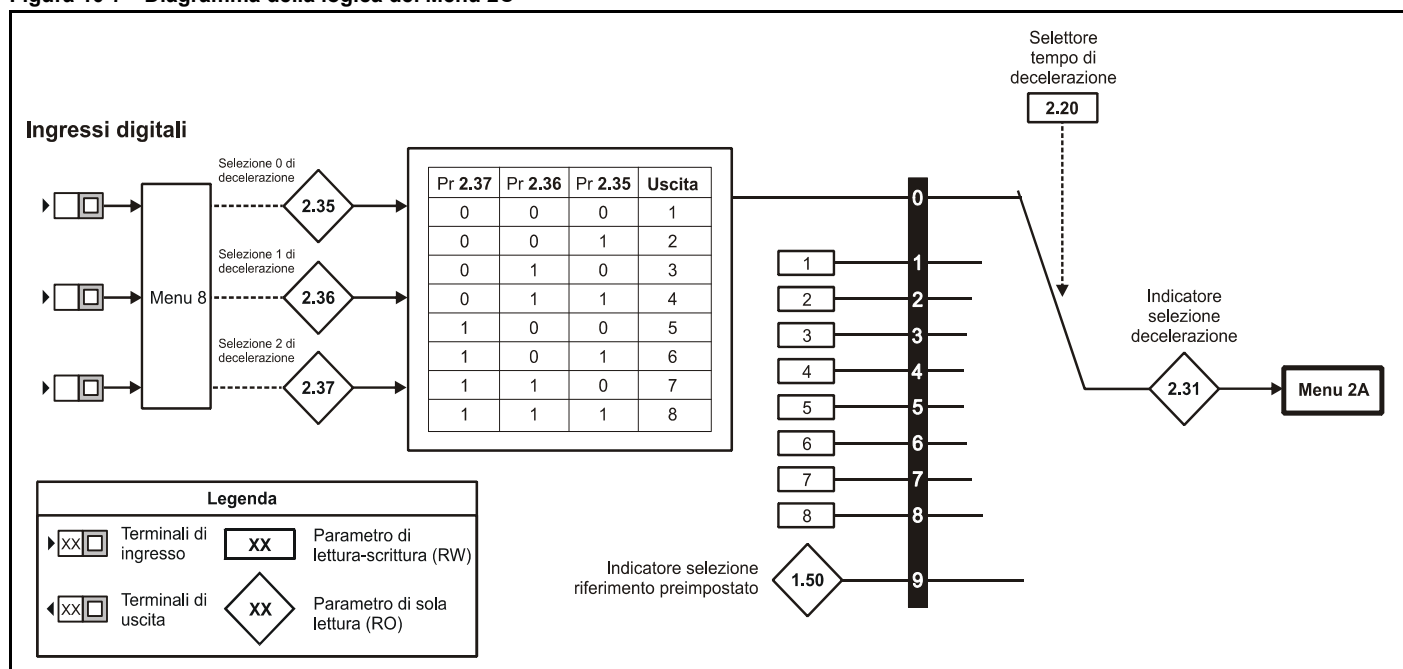 Selettore
tempo di
decelerazione
2.20
Ingressi digitali
Selezione 0 di
decelerazione
2.35
Selezione 1 di
decelerazione
Menu 8
2.36
Selezione 2 di
decelerazione
2.37
Pr 2.37 Pr 2.36 Pr 2.35 Uscita
0 0 0 1
0 0 1 2
0 1 0 3
0 1 1 4
1 0 0 5
1 0 1 6
1 1 0 7
1 1 1 8
0
1 1
2 2
3 3
4 4
5 5
6 6
7 7
8 8
Indicatore selezione
riferimento preimpostato
1.50
9
Indicatore
selezione
decelerazione
2.31
Menu 2A
Legenda
XX Terminali di
ingresso
XX Parametro di
lettura-scrittura (RW)
XX Terminali di
uscita
XX Parametro di sola
lettura (RO)